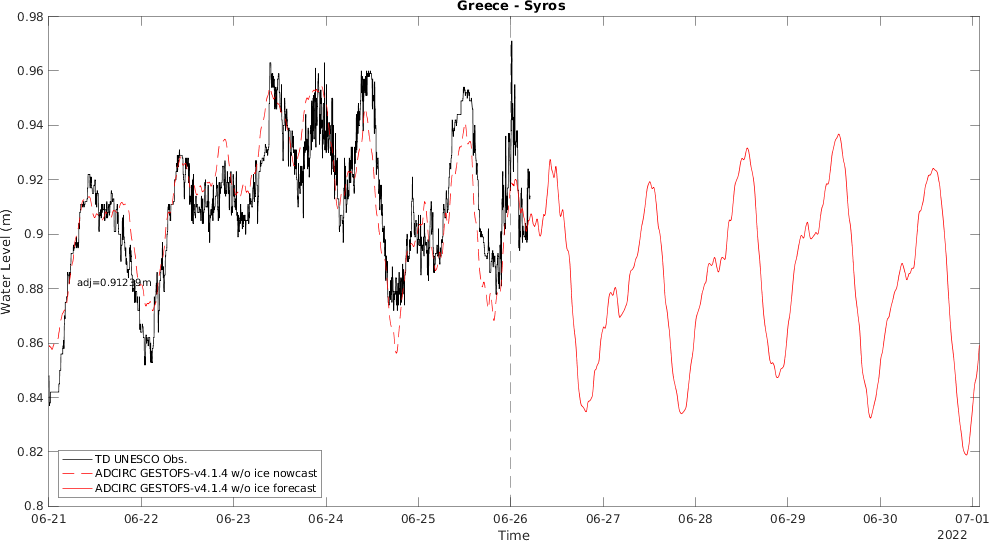 Greece - Syros
0.98
0.96
0.94
0.92
0.9
0.88
0.86
0.84
0.82
0.8
Water Level (m)
adj=0.91239m
TD UNESCO Obs.
ADCIRC GESTOFS-v4.1.4 w/o ice nowcast
ADCIRC GESTOFS-v4.1.4 w/o ice forecast
06-21 06-22 06-23 06-24 06-25 06-26 06-27 06-28 06-29 06-30 07-01
Time
2022